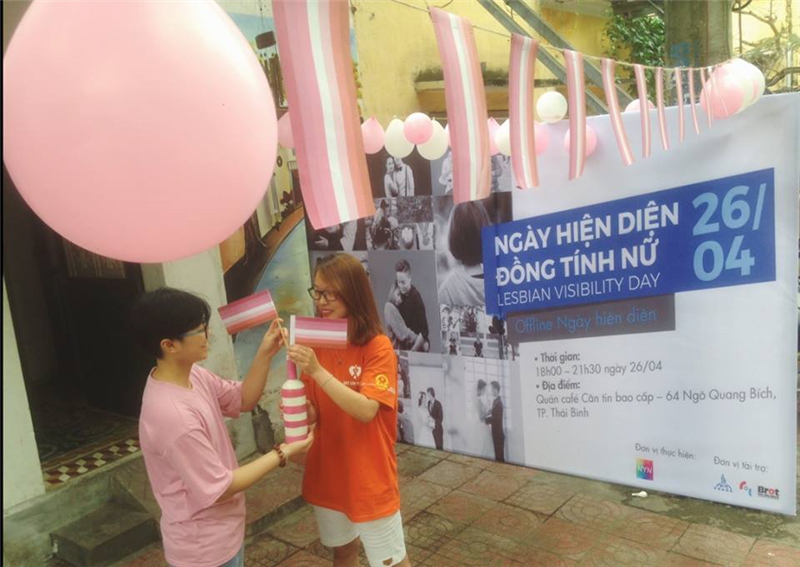 NGÀY HIỆN DIỆN
ĐỒNG TÍNH NỮ
LESBIAN VISIBILITY DAY
26/
04
Offline Ngày hiện diện
• Thời gian:
18h00 – 21h30 ngày 26/04
• Địa điểm:
Quán café Căn tin bao cấp – 64 Ngô Quang Bích,
TP. Thái Bình
Đơn vị thực hiện:
NYN
Đơn vị tài trợ:
Brot